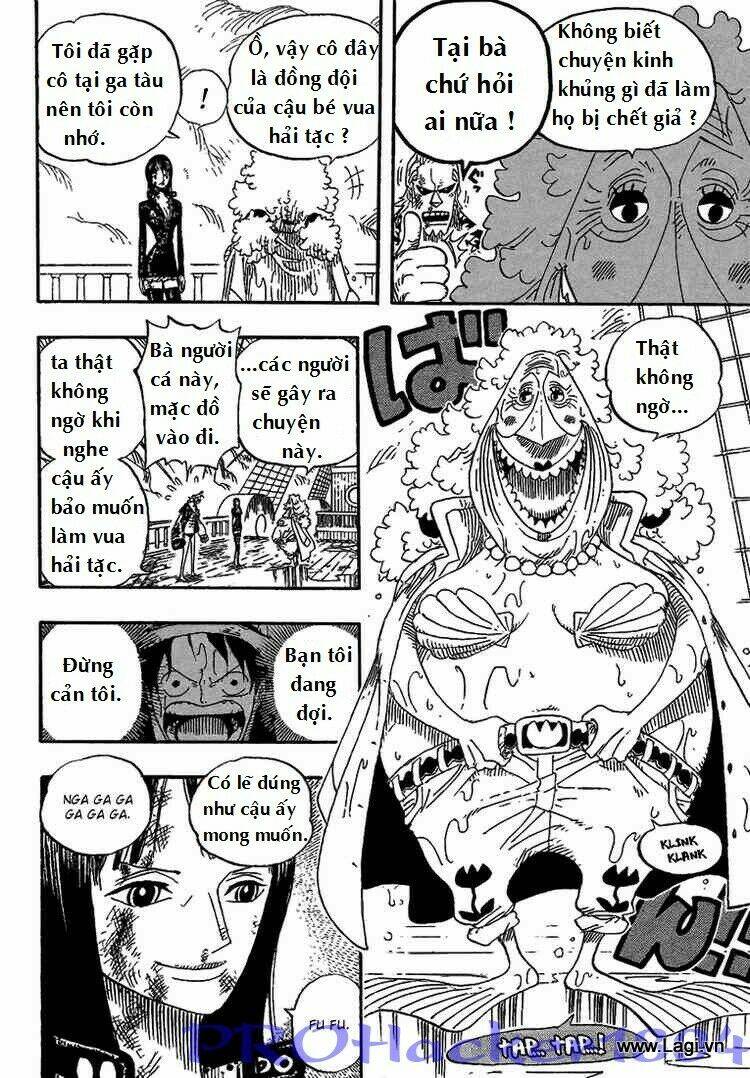 Không biết
chuyện kinh
khủng gì đã làm
họ bị chết giả ?
Tại bà
chứ hỏi
ai nữa !
Ồ, vậy cô đây
là đồng đội
của cậu bé vua
hải tặc ?
!
Tôi đã gặp
cô tại ga tàu
nên tôi còn
nhớ.
Thật
không
ngờ...
ばーん!!
...các người
sẽ gây ra
chuyện
này.
Bà người
cá này,
mặc đồ
vào đi.
ta thật
không
ngờ khi
nghe
cậu ấy
bảo muốn
làm vua
hải tặc.
Bạn tôi
đang
đợi.
Đừng
cản tôi.
Có lẽ đúng
như cậu ấy
mong muốn.
NGA GA GA
GA GA GA.
FU FU.
KLINK
KLANK
TAP.. TAP..!
www.Lagi.vn
PROHacker1984